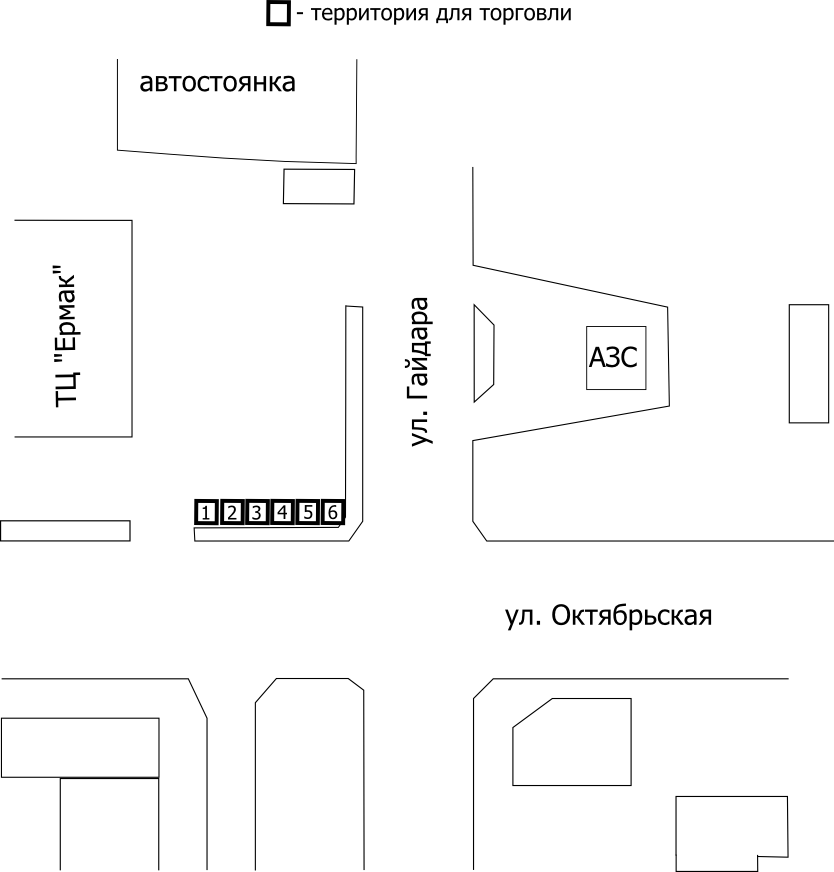 - территория для торговли
автостоянка
ТЦ "Ермак"
ул. Гайдара
АЗС
1 2 3 4 5 6
ул. Октябрьская